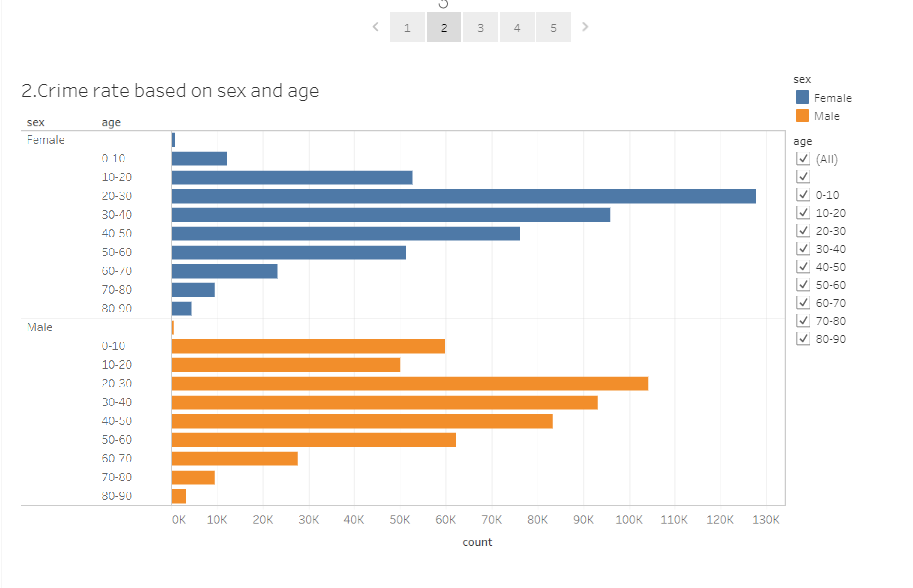 1 2 3 4 5
2.Crime rate based on sex and age
sex age
Female
0-10
10-20
20-30
30-40
40-50
50-60
60-70
70-80
80-90
Male
0-10
10-20
20-30
30-40
40-50
50-60
60-70
70-80
80-90
0K 10K 20K 30K 40K 50K 60K 70K 80K 90K 100K 110K 120K 130K
count
sex
Female
Male
age
(All)
0-10
10-20
20-30
30-40
40-50
50-60
60-70
70-80
80-90